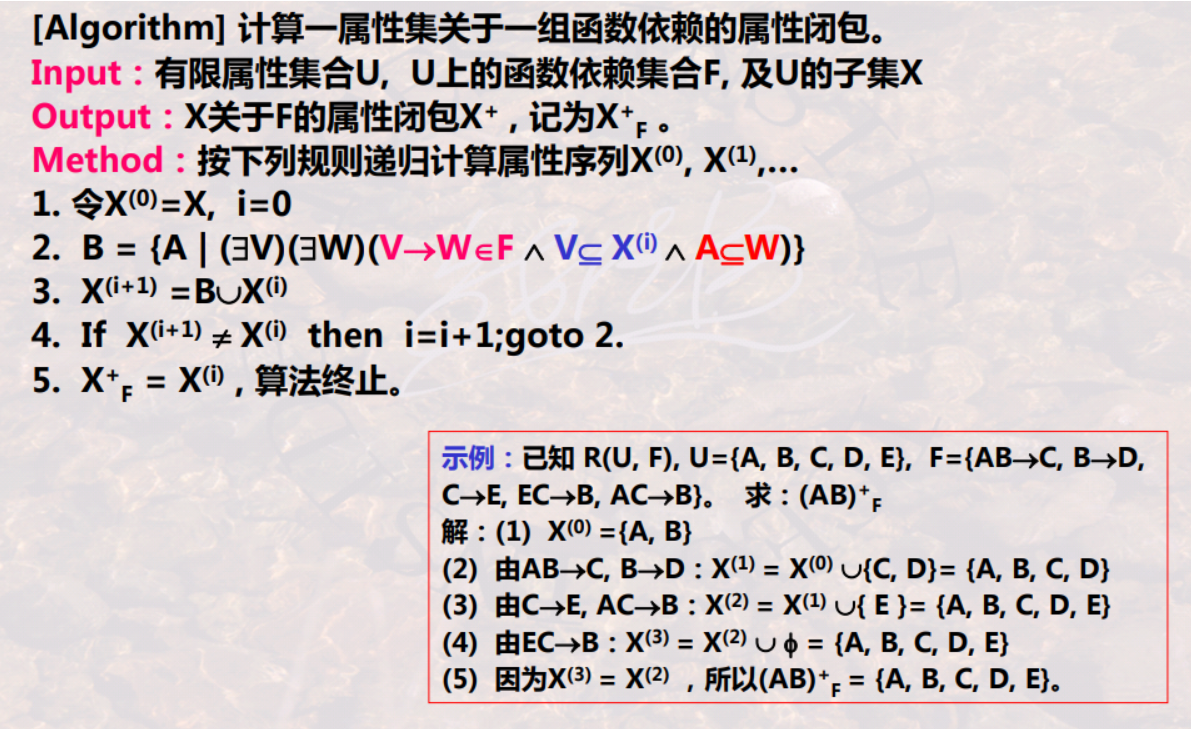 [Algorithm] 计算一属性集关于一组函数依赖的属性闭包。
Input：有限属性集合U, U上的函数依赖集合F, 及U的子集X
Output：X关于F的属性闭包X⁺，记为X⁺F 。
Method：按下列规则递归计算属性序列X⁽⁰⁾, X⁽¹⁾,…
1. 令X⁽⁰⁾=X, i=0
2. B = {A | (∃V)(∃W)(V→W∈F ∧ V⊆ X⁽ⁱ⁾ ∧ A⊆W)}
3. X⁽ⁱ⁺¹⁾ =B∪X⁽ⁱ⁾
4. If X⁽ⁱ⁺¹⁾ ≠ X⁽ⁱ⁾ then i=i+1;goto 2.
5. X⁺F = X⁽ⁱ⁾ , 算法终止。
示例：已知 R(U, F), U={A, B, C, D, E}, F={AB→C, B→D,
C→E, EC→B, AC→B}。 求：(AB)⁺F
解：(1) X⁽⁰⁾ ={A, B}
(2) 由AB→C, B→D：X⁽¹⁾ = X⁽⁰⁾ ∪{C, D}= {A, B, C, D}
(3) 由C→E, AC→B：X⁽²⁾ = X⁽¹⁾ ∪{ E }= {A, B, C, D, E}
(4) 由EC→B：X⁽³⁾ = X⁽²⁾ ∪ ϕ = {A, B, C, D, E}
(5) 因为X⁽³⁾ = X⁽²⁾ ，所以(AB)⁺F = {A, B, C, D, E}。